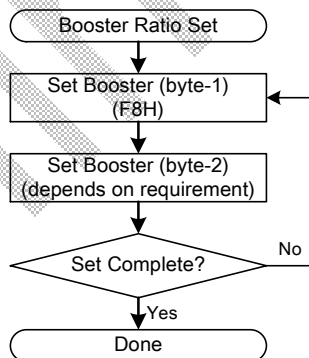 Booster Ratio Set
Set Booster (byte-1)
(F8H)
Set Booster (byte-2)
(depends on requirement)
Set Complete?
No
Yes
Done